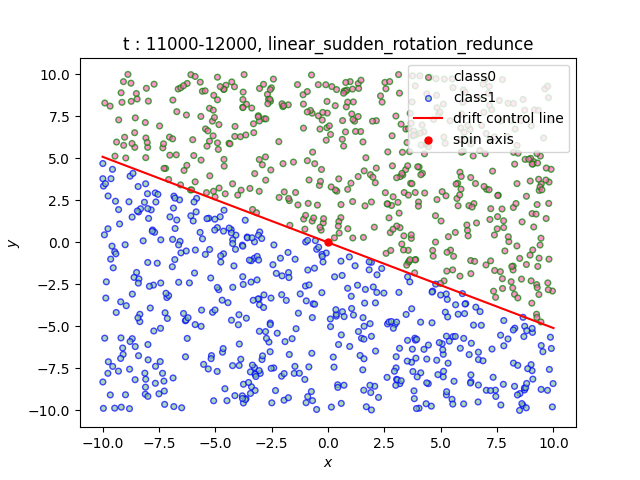 t : 11000-12000, linear_sudden_rotation_redunce
class0
class1
drift control line
spin axis
10.0
7.5
5.0
2.5
0.0
−2.5
−5.0
−7.5
−10.0
y
−10.0 −7.5 −5.0 −2.5 0.0 2.5 5.0 7.5 10.0
x